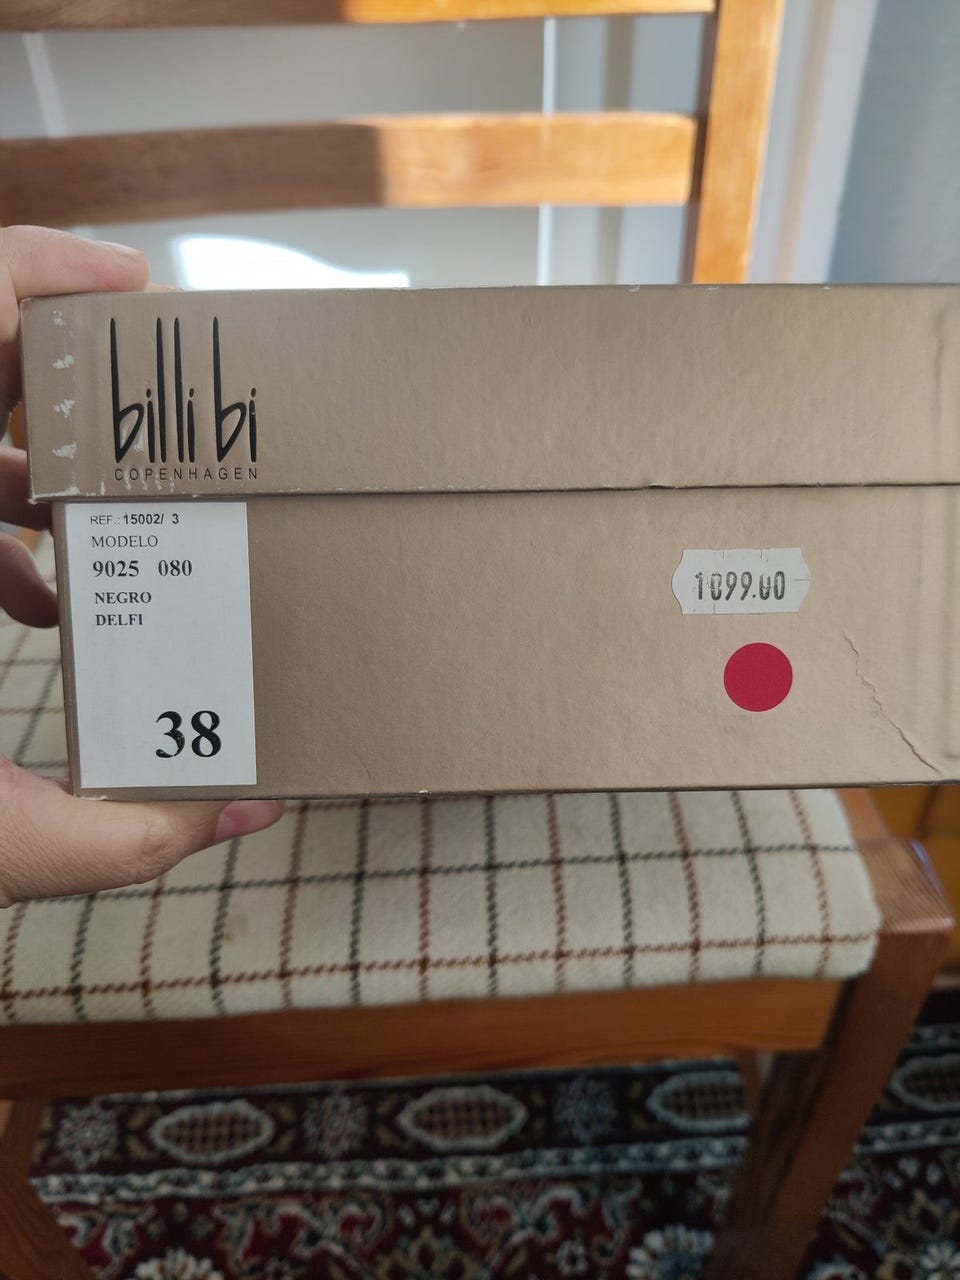 billi bi
COPENHAGEN
REF.: 15002/ 3
MODELO
9025 080
NEGRO
DELFI
38
1099.00